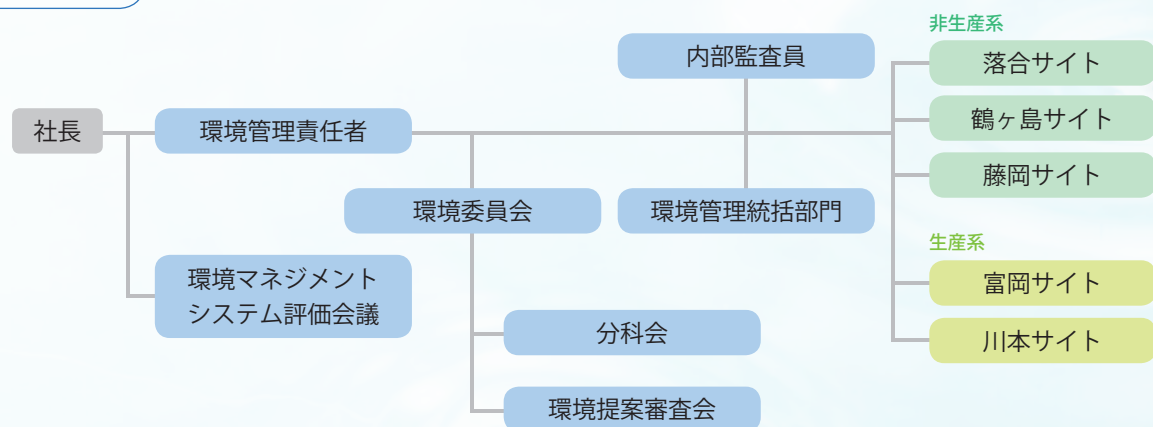 社長
環境管理責任者
環境マネジメント
システム評価会議
環境委員会
分科会
環境提案審査会
内部監査員
環境管理統括部門
非生産系
落合サイト
鶴ヶ島サイト
藤岡サイト
生産系
富岡サイト
川本サイト